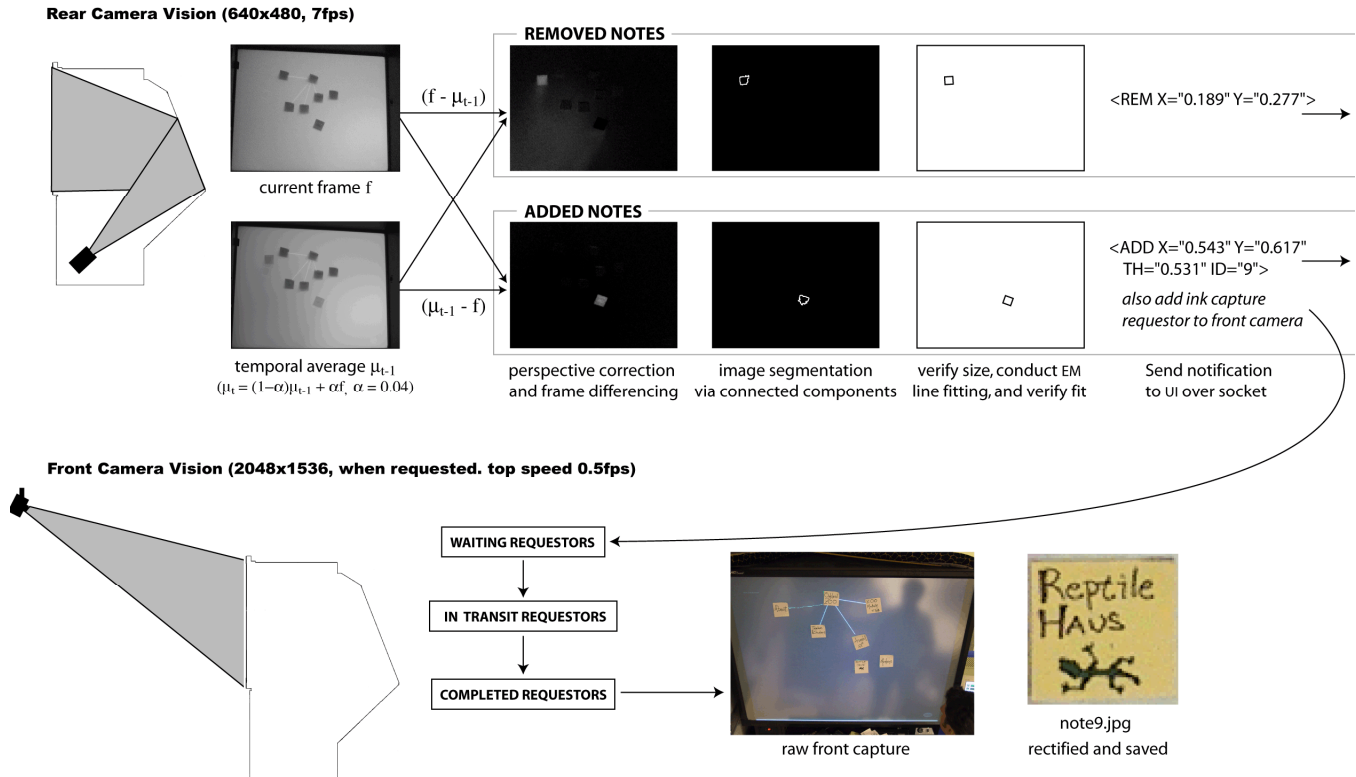 Rear Camera Vision (640x480, 7fps)
REMOVED NOTES
(f - μt-1)
<REM X="0.189" Y="0.277">
current frame f
ADDED NOTES
<ADD X="0.543" Y="0.617"
TH="0.531" ID="9">
(μt-1 - f)
also add ink capture
requestor to front camera
temporal average μt-1
(μt = (1−α)μt-1 + αf, α = 0.04)
perspective correction
and frame differencing
image segmentation
via connected components
verify size, conduct EM
line fitting, and verify fit
Send notification
to UI over socket
Front Camera Vision (2048x1536, when requested. top speed 0.5fps)
WAITING REQUESTORS
IN TRANSIT REQUESTORS
COMPLETED REQUESTORS
raw front capture
Reptile
HAUS
note9.jpg
rectified and saved